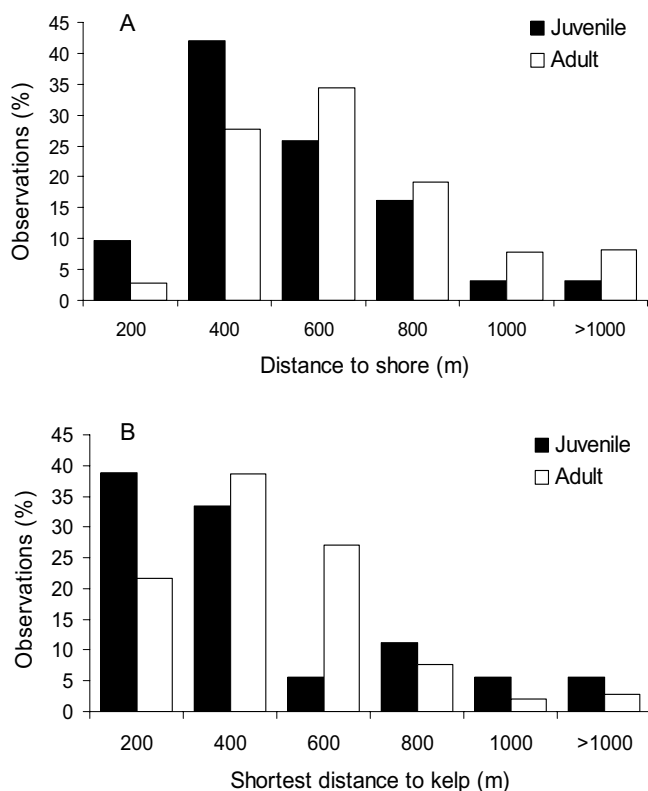 A
Juvenile
Adult
Observations (%)
45
40
35
30
25
20
15
10
5
0
200 400 600 800 1000 >1000
Distance to shore (m)
B
Juvenile
Adult
Observations (%)
45
40
35
30
25
20
15
10
5
0
200 400 600 800 1000 >1000
Shortest distance to kelp (m)